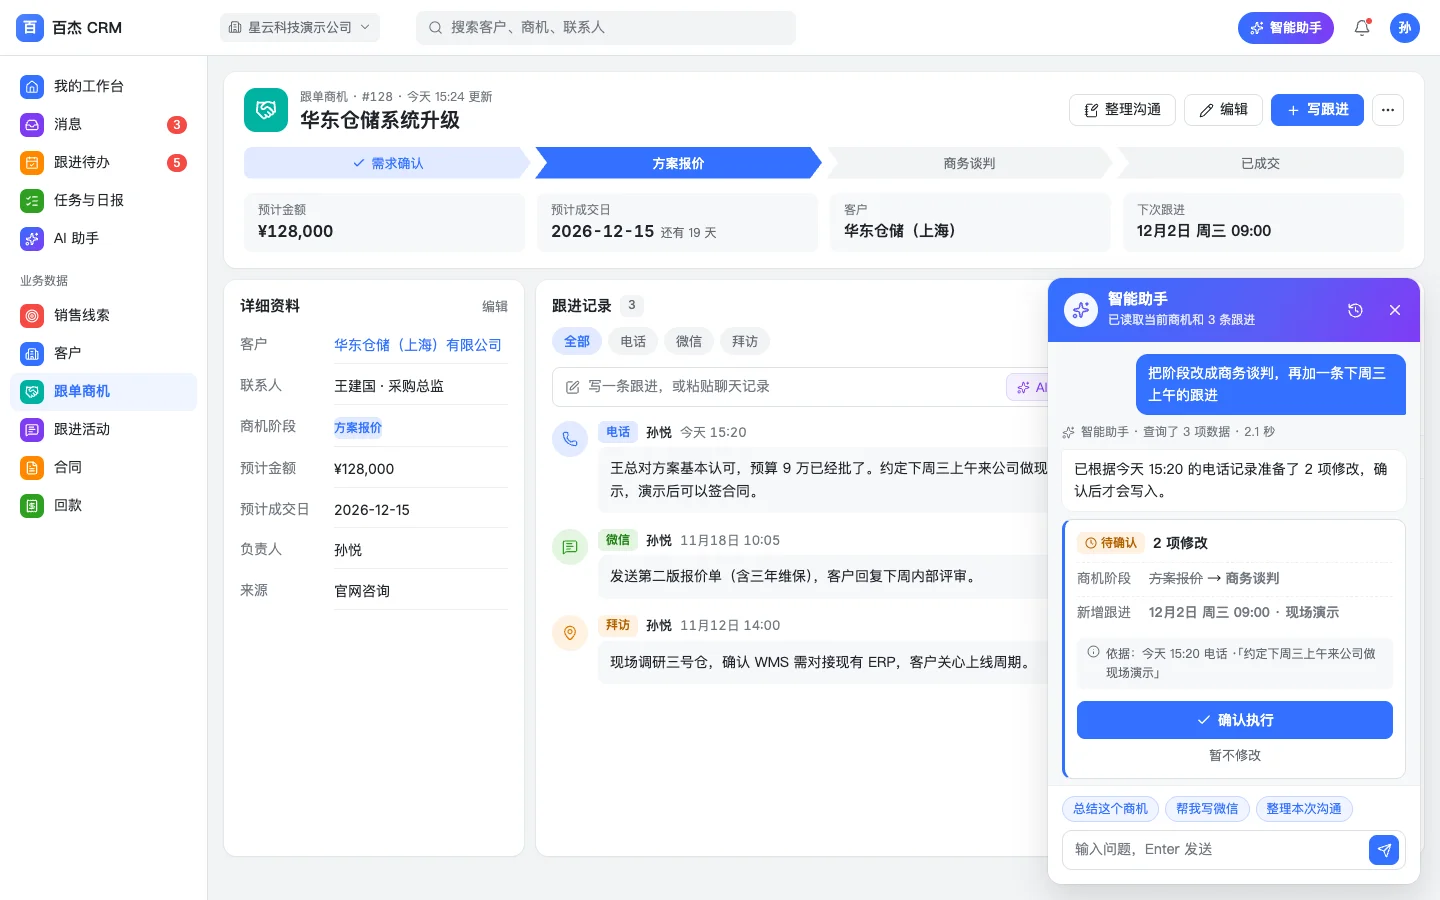 百 百杰 CRM
星云科技演示公司
搜索客户、商机、联系人
智能助手
孙
我的工作台
消息 3
跟进待办 5
任务与日报
AI 助手
业务数据
销售线索
客户
跟单商机
跟进活动
合同
回款
跟单商机 · #128 · 今天 15:24 更新
华东仓储系统升级
整理沟通
编辑
写跟进
需求确认
方案报价
商务谈判
已成交
预计金额
¥128,000
预计成交日
2026-12-15 还有 19 天
客户
华东仓储（上海）
下次跟进
12月2日 周三 09:00
详细资料 编辑
客户 华东仓储（上海）有限公司
联系人 王建国 · 采购总监
商机阶段 方案报价
预计金额 ¥128,000
预计成交日 2026-12-15
负责人 孙悦
来源 官网咨询
跟进记录 3
全部 电话 微信 拜访
写一条跟进，或粘贴聊天记录 AI
电话 孙悦 今天 15:20
王总对方案基本认可，预算 9 万已经批了。约定下周三上午来公司做现
示，演示后可以签合同。
微信 孙悦 11月18日 10:05
发送第二版报价单（含三年维保），客户回复下周内部评审。
拜访 孙悦 11月12日 14:00
现场调研三号仓，确认 WMS 需对接现有 ERP，客户关心上线周期。
智能助手
已读取当前商机和 3 条跟进
把阶段改成商务谈判，再加一条下周三
上午的跟进
智能助手 · 查询了 3 项数据 · 2.1 秒
已根据今天 15:20 的电话记录准备了 2 项修改，确
认后才会写入。
待确认 2 项修改
商机阶段 方案报价 → 商务谈判
新增跟进 12月2日 周三 09:00 · 现场演示
依据：今天 15:20 电话 ·「约定下周三上午来公司做
现场演示」
确认执行
暂不修改
总结这个商机 帮我写微信 整理本次沟通
输入问题，Enter 发送